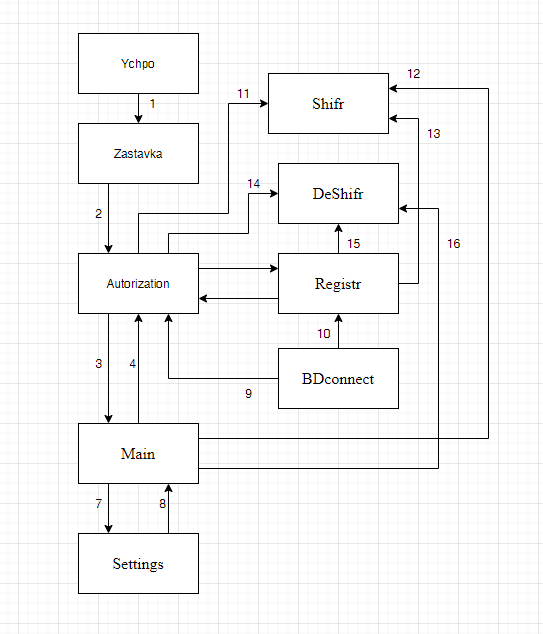 Ychpo
1
Zastavka
2
11
12
Shifr
13
14
DeShifr
15
16
Autorization
Registr
10
3
4
BDconnect
9
Main
7
8
Settings